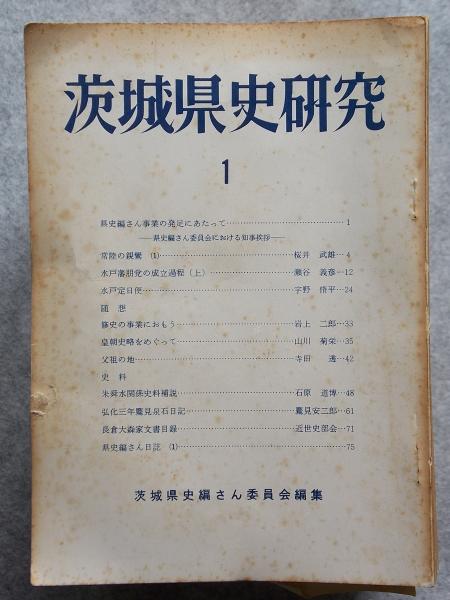 茨城県史研究
1
県史編さん事業の発足にあたって…………………………1
――県史編さん委員会における知事挨拶――
常陸の親鸞 (1)…………………………桜井 武雄…4
水戸藩朋党の成立過程(上)…………………………瀬谷 義彦…12
水戸定日便…………………………宇野 脩平…24
随 想
修史の事業におもう…………………………岩上 二郎…33
皇朝史略をめぐって…………………………山川 菊栄…35
父祖の地…………………………寺田 透…42
史 料
朱舜水関係史料補説…………………………石原 道博…48
弘化三年鷲見泉石日記…………………………鷲見安二郎…61
長倉大森家文書目録…………………………近世史部会…71
県史編さん日誌 (1)…………………………75
茨城県史編さん委員会編集